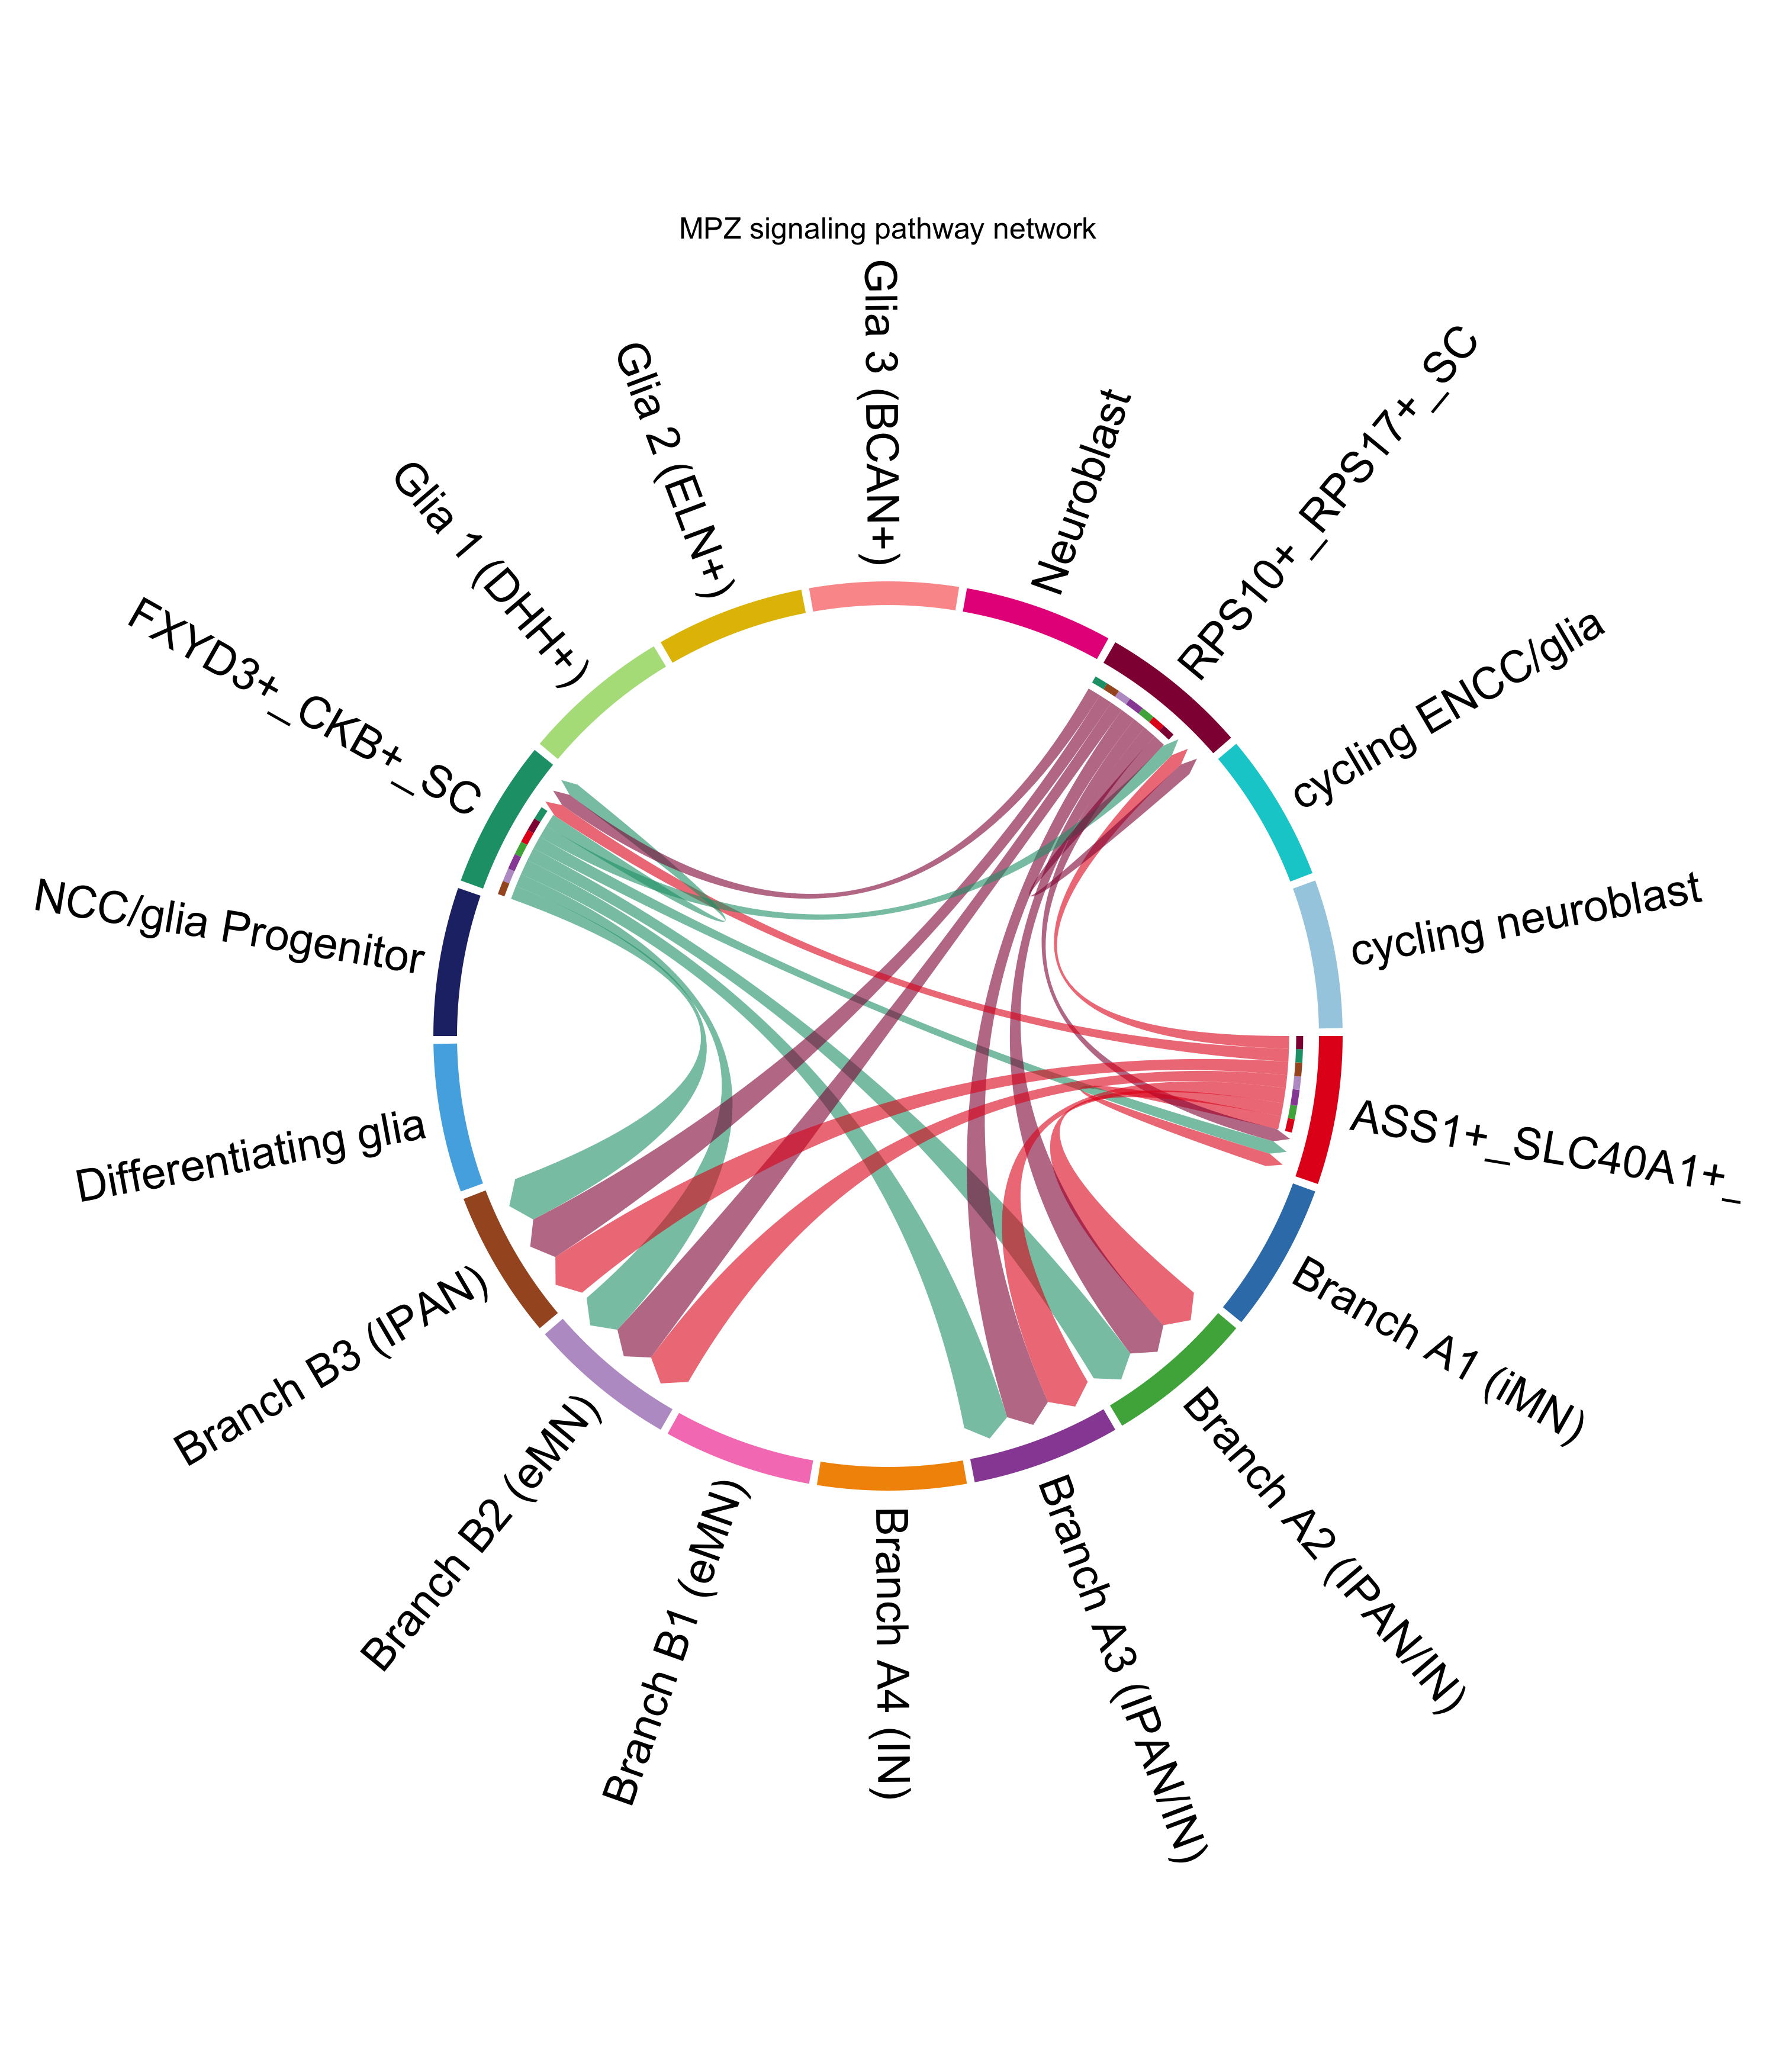 MPZ signaling pathway network
Glia 3 (BCAN+)
Neuroblast
RPS10+_RPS17+_SC
cycling ENCC/glia
cycling neuroblast
ASS1+_SLC40A1+_
Branch A1 (iMN)
Branch A2 (IPAN/IN)
Branch A3 (IPAN/IN)
Branch A4 (IN)
Branch B1 (eMN)
Branch B2 (eMN)
Branch B3 (IPAN)
Differentiating glia
NCC/glia Progenitor
FXYD3+_CKB+_SC
Glia 1 (DHH+)
Glia 2 (ELN+)